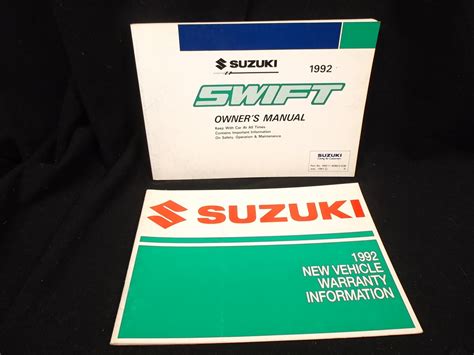 SUZUKI 1992
SWIFT
OWNER'S MANUAL
Keep With Car At All Times
Contains Important Information
On Safety, Operation & Maintenance
SUZUKI
SUZUKI
1992
NEW VEHICLE
WARRANTY
INFORMATION